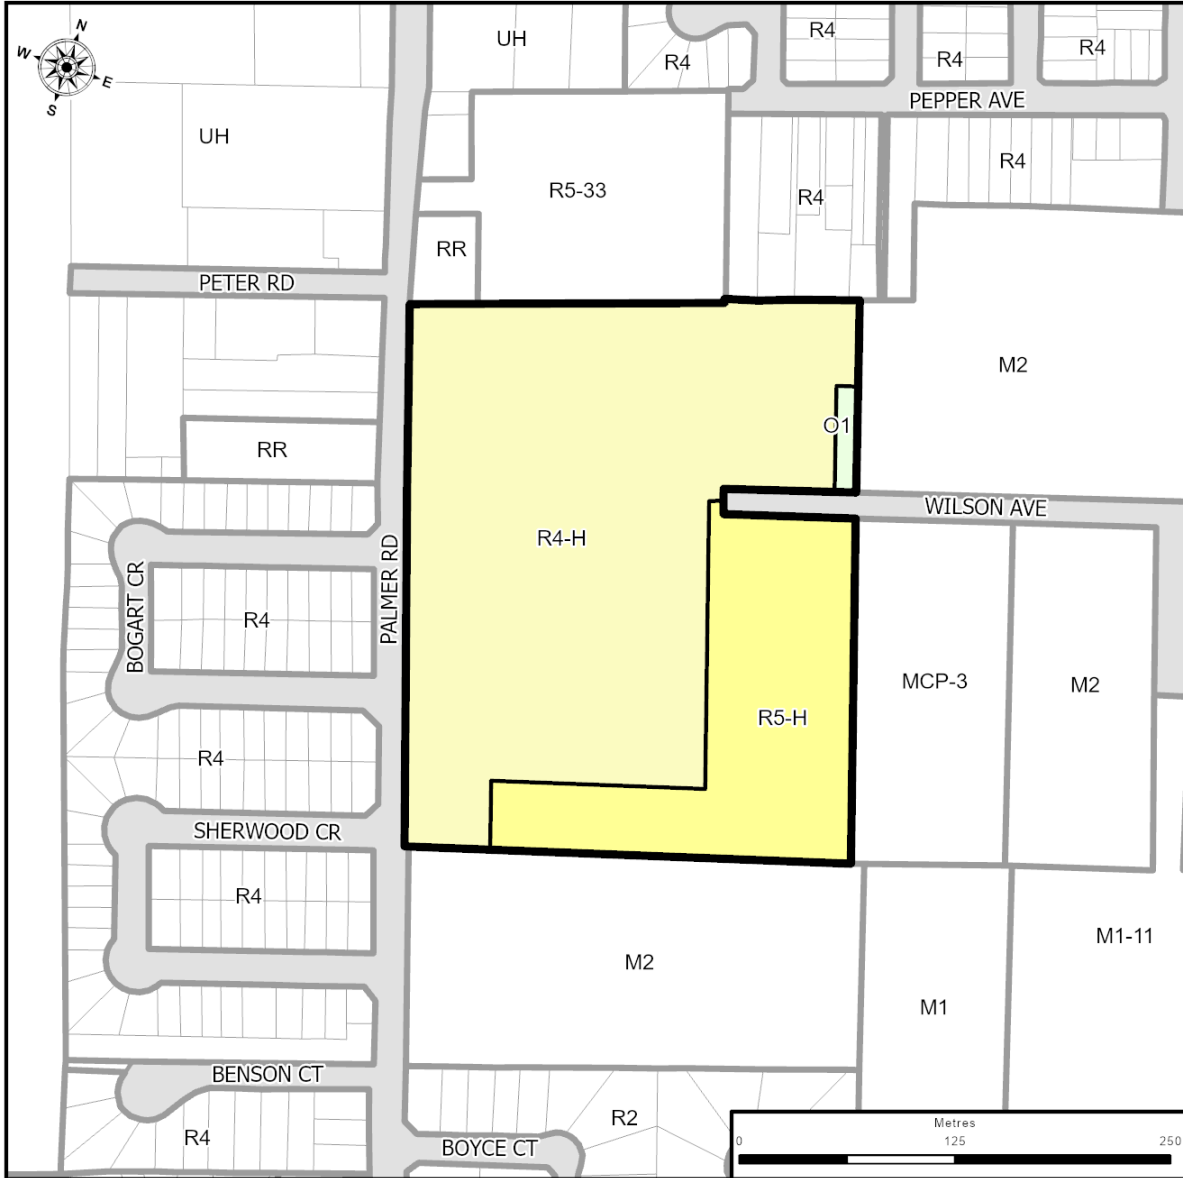 N
W
E
S
UH
R4
R4
R4
R4
PEPPER AVE
UH
R5-33
R4
R4
RR
PETER RD
M2
O1
RR
WILSON AVE
R4-H
PALMER RD
BOGART CR
R4
MCP-3
M2
R5-H
R4
SHERWOOD CR
R4
M2
M1-11
M1
BENSON CT
R4
R2
BOYCE CT
Metres
0 125 250